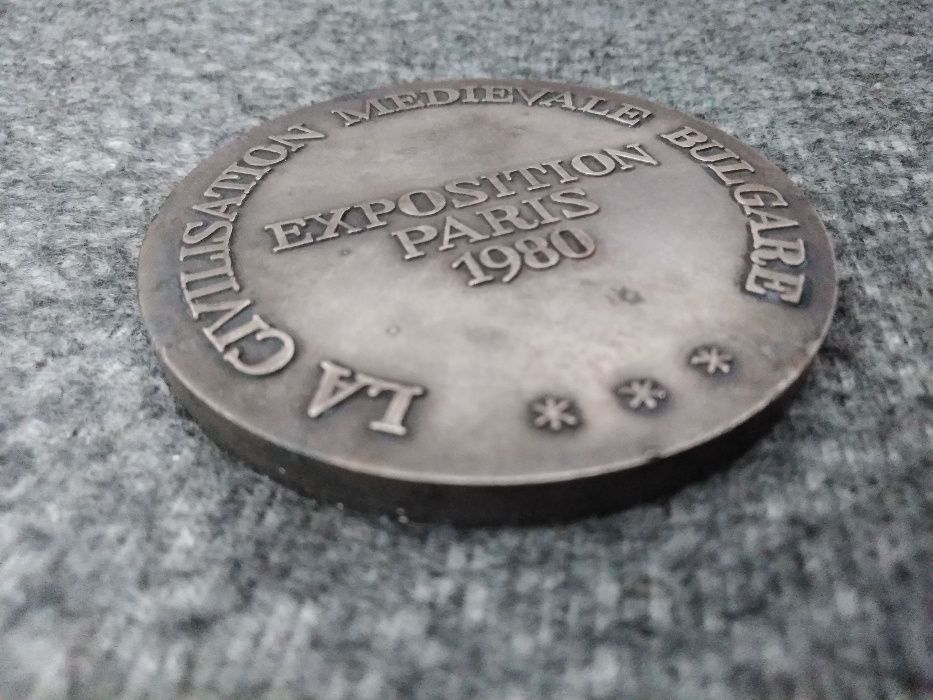 LA CIVILISATION MEDIEVALE BULGARE
EXPOSITION
PARIS
1980
***